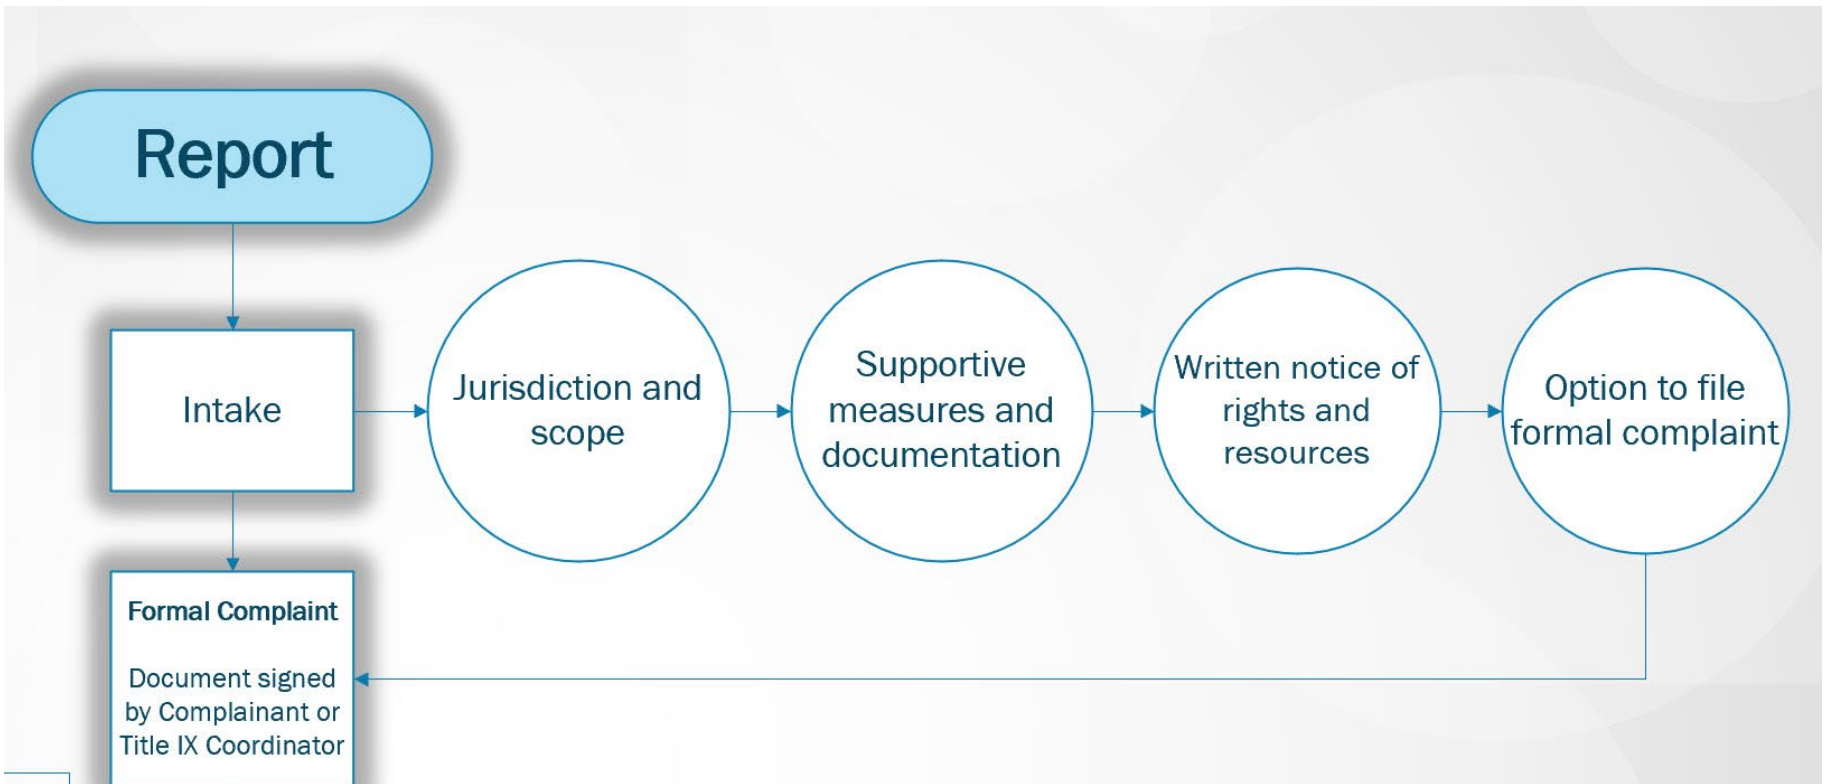 Report
Intake
Jurisdiction and
scope
Supportive
measures and
documentation
Written notice of
rights and
resources
Option to file
formal complaint
Formal Complaint
Document signed
by Complainant or
Title IX Coordinator